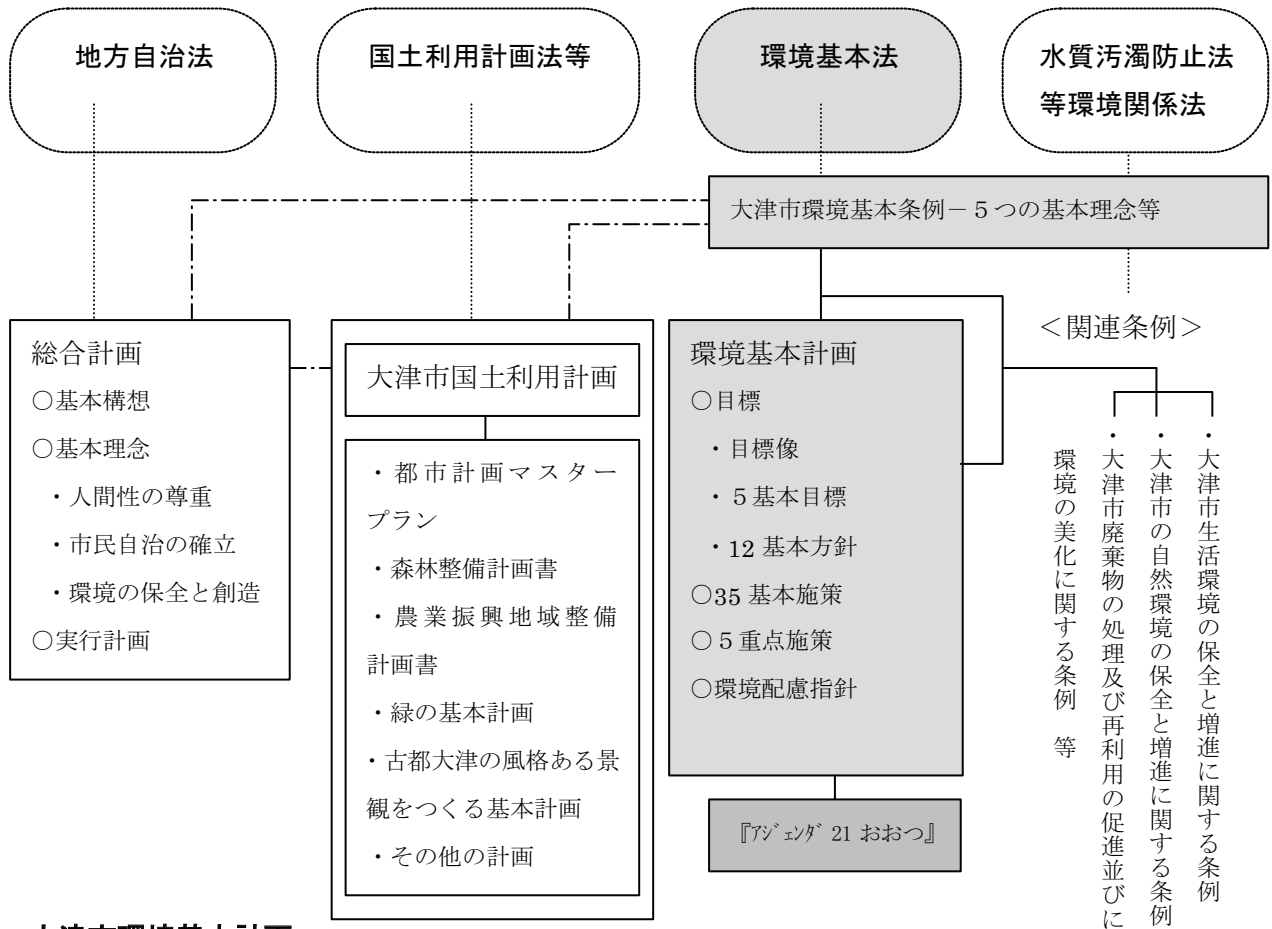 地方自治法
国土利用計画法等
環境基本法
水質汚濁防止法
等環境関係法
大津市環境基本条例－５つの基本理念等
総合計画
○基本構想
○基本理念
・人間性の尊重
・市民自治の確立
・環境の保全と創造
○実行計画
大津市国土利用計画
・都市計画マスター
プラン
・森林整備計画書
・農業振興地域整備
計画書
・緑の基本計画
・古都大津の風格ある景
観をつくる基本計画
・その他の計画
環境基本計画
○目標
・目標像
・５基本目標
・12 基本方針
○35 基本施策
○５重点施策
○環境配慮指針
『ｱｼﾞｪﾝﾀﾞ 21 おおつ』
＜関連条例＞
・大津市生活環境の保全と増進に関する条例
・大津市の自然環境の保全と増進に関する条例
・大津市廃棄物の処理及び再利用の促進並びに
環境の美化に関する条例　等